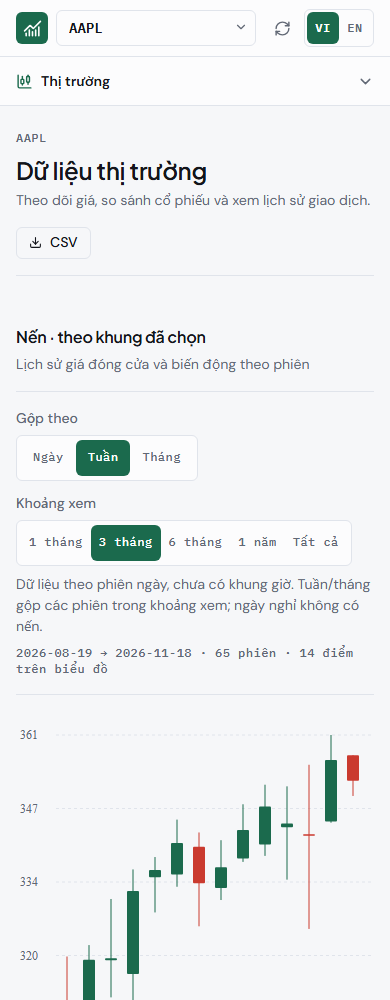 AAPL
VI
EN
Thị trường
AAPL
Dữ liệu thị trường
Theo dõi giá, so sánh cổ phiếu và xem lịch sử giao dịch.
CSV
Nến · theo khung đã chọn
Lịch sử giá đóng cửa và biến động theo phiên
Gộp theo
Ngày Tuần Tháng
Khoảng xem
1 tháng 3 tháng 6 tháng 1 năm Tất cả
Dữ liệu theo phiên ngày, chưa có khung giờ. Tuần/tháng
gộp các phiên trong khoảng xem; ngày nghỉ không có
nến.
2026-08-19 → 2026-11-18 · 65 phiên · 14 điểm
trên biểu đồ
361
347
334
320